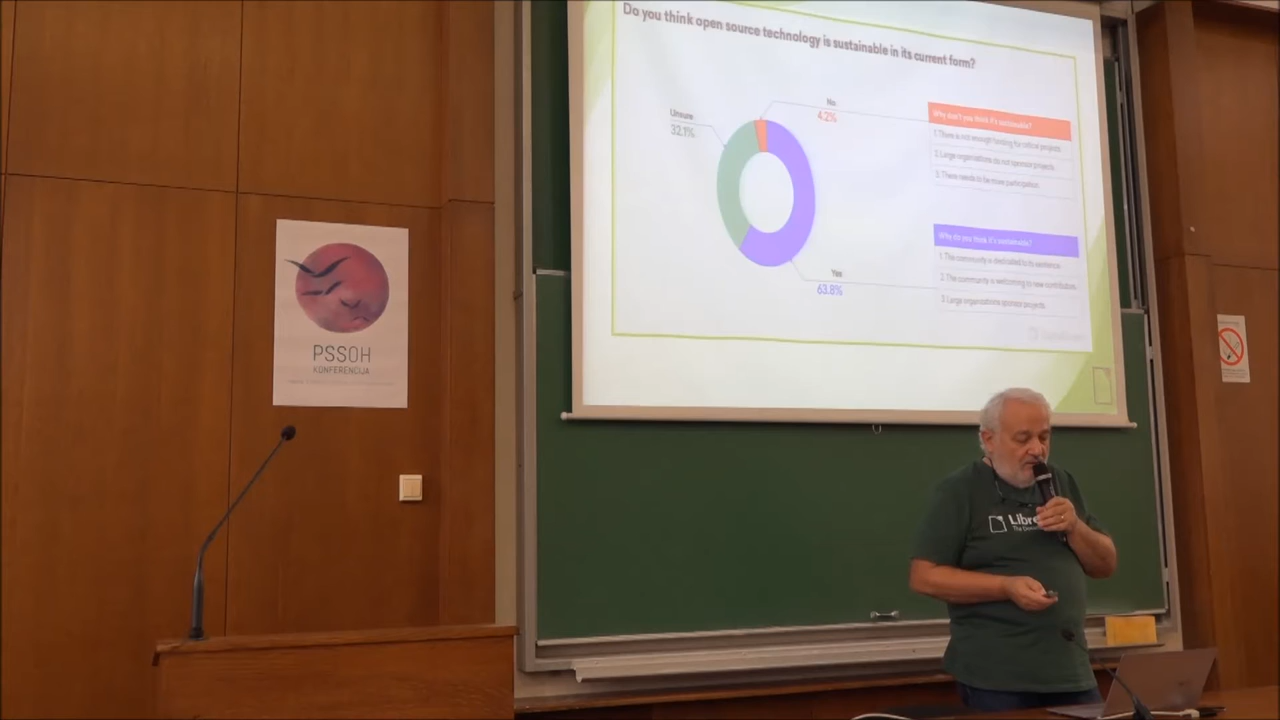 Do you think open source technology is sustainable in its current form?
No
4.2%
Unsure
32.1%
Why don't you think it's sustainable?
1. There is not enough funding for critical projects
2. Large organizations do not sponsor projects
3. There needs to be more participation
Why do you think it's sustainable?
1. The community is dedicated to its existence
2. The community is welcoming to new contributors
3. Large organizations sponsor projects
Yes
63.8%
PSSOH
KONFERENCIJA
Libre
The Docum